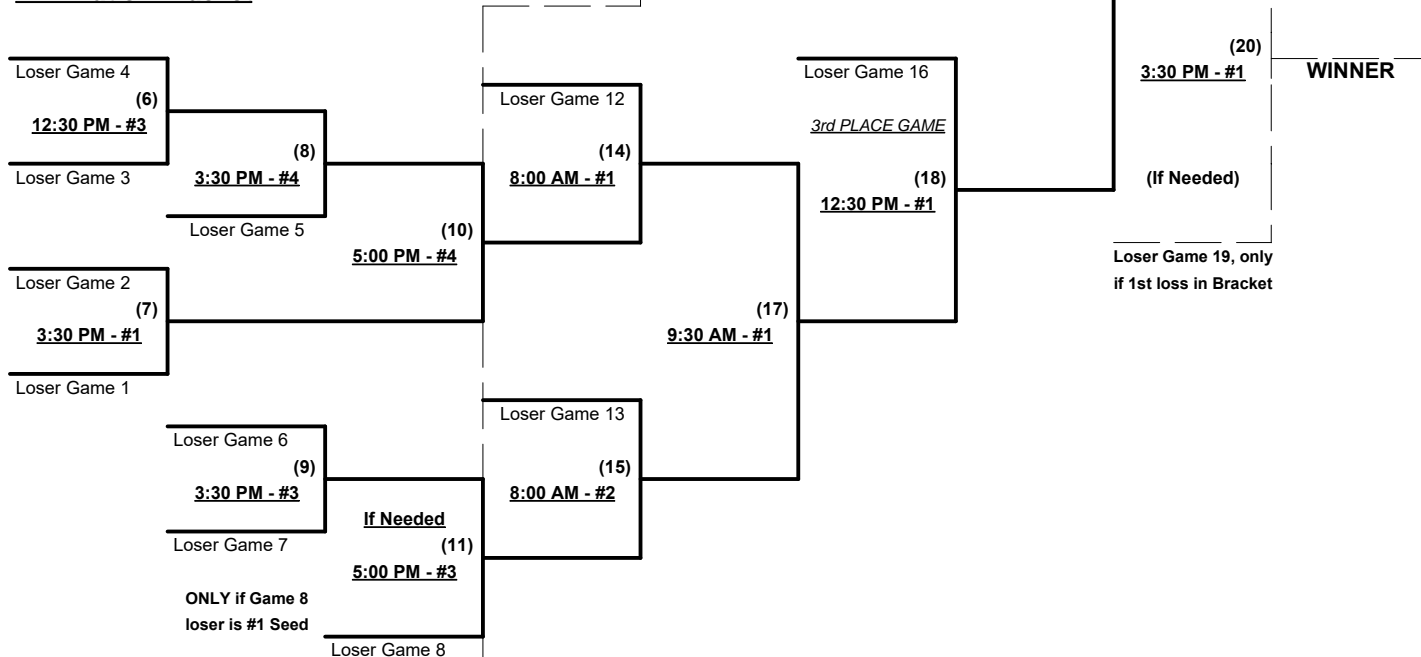 Loser Game 4
(6)
12:30 PM - #3
Loser Game 3
(8)
3:30 PM - #4
Loser Game 5
(10)
5:00 PM - #4
Loser Game 2
(7)
3:30 PM - #1
Loser Game 1
Loser Game 6
(9)
3:30 PM - #3
Loser Game 7
If Needed
(11)
5:00 PM - #3
ONLY if Game 8
loser is #1 Seed
Loser Game 8
Loser Game 12
(14)
8:00 AM - #1
Loser Game 13
(15)
8:00 AM - #2
(17)
9:30 AM - #1
Loser Game 16
3rd PLACE GAME
(18)
12:30 PM - #1
(20)
3:30 PM - #1
WINNER
(If Needed)
Loser Game 19, only
if 1st loss in Bracket